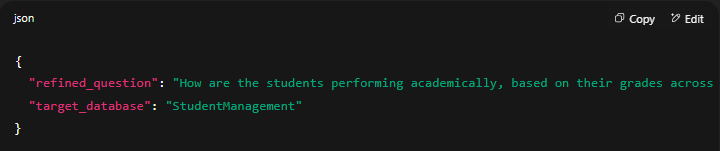 json
Copy
Edit
{
"refined_question": "How are the students performing academically, based on their grades across
"target_database": "StudentManagement"
}